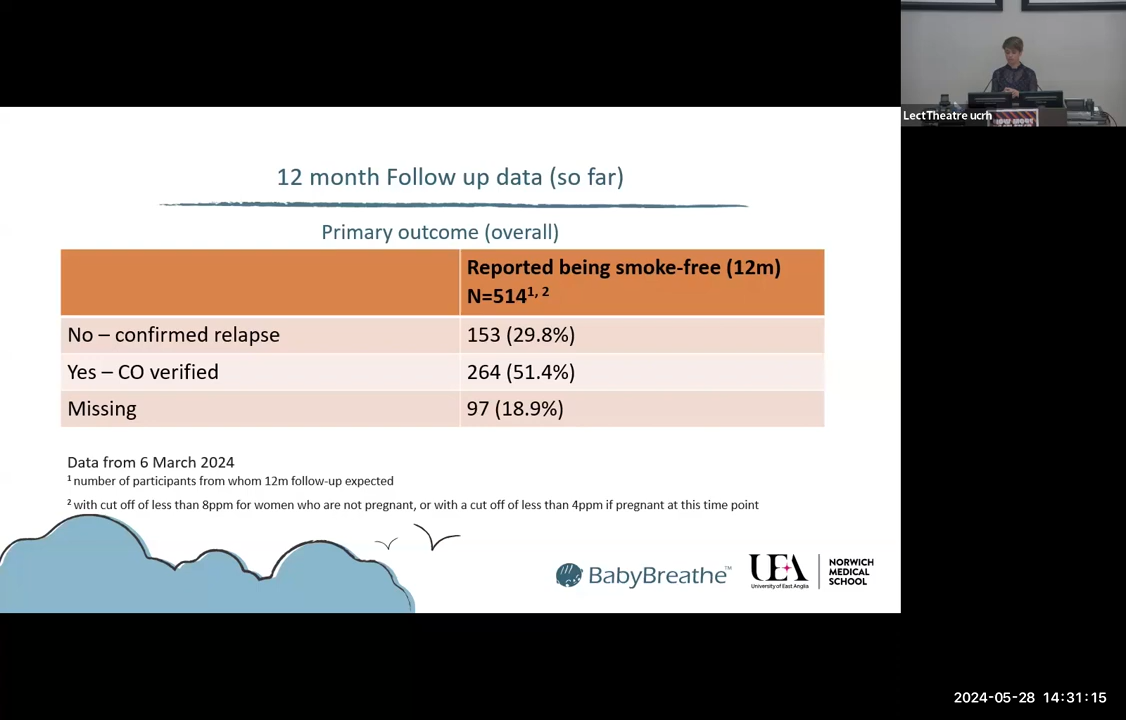 LectTheatre ucrh
12 month Follow up data (so far)
Primary outcome (overall)
Reported being smoke-free (12m)
N=514¹˒ ²
No – confirmed relapse
153 (29.8%)
Yes – CO verified
264 (51.4%)
Missing
97 (18.9%)
Data from 6 March 2024
¹ number of participants from whom 12m follow-up expected
² with cut off of less than 8ppm for women who are not pregnant, or with a cut off of less than 4ppm if pregnant at this time point
BabyBreathe™
UEA
University of East Anglia
NORWICH
MEDICAL
SCHOOL
2024-05-28 14:31:15